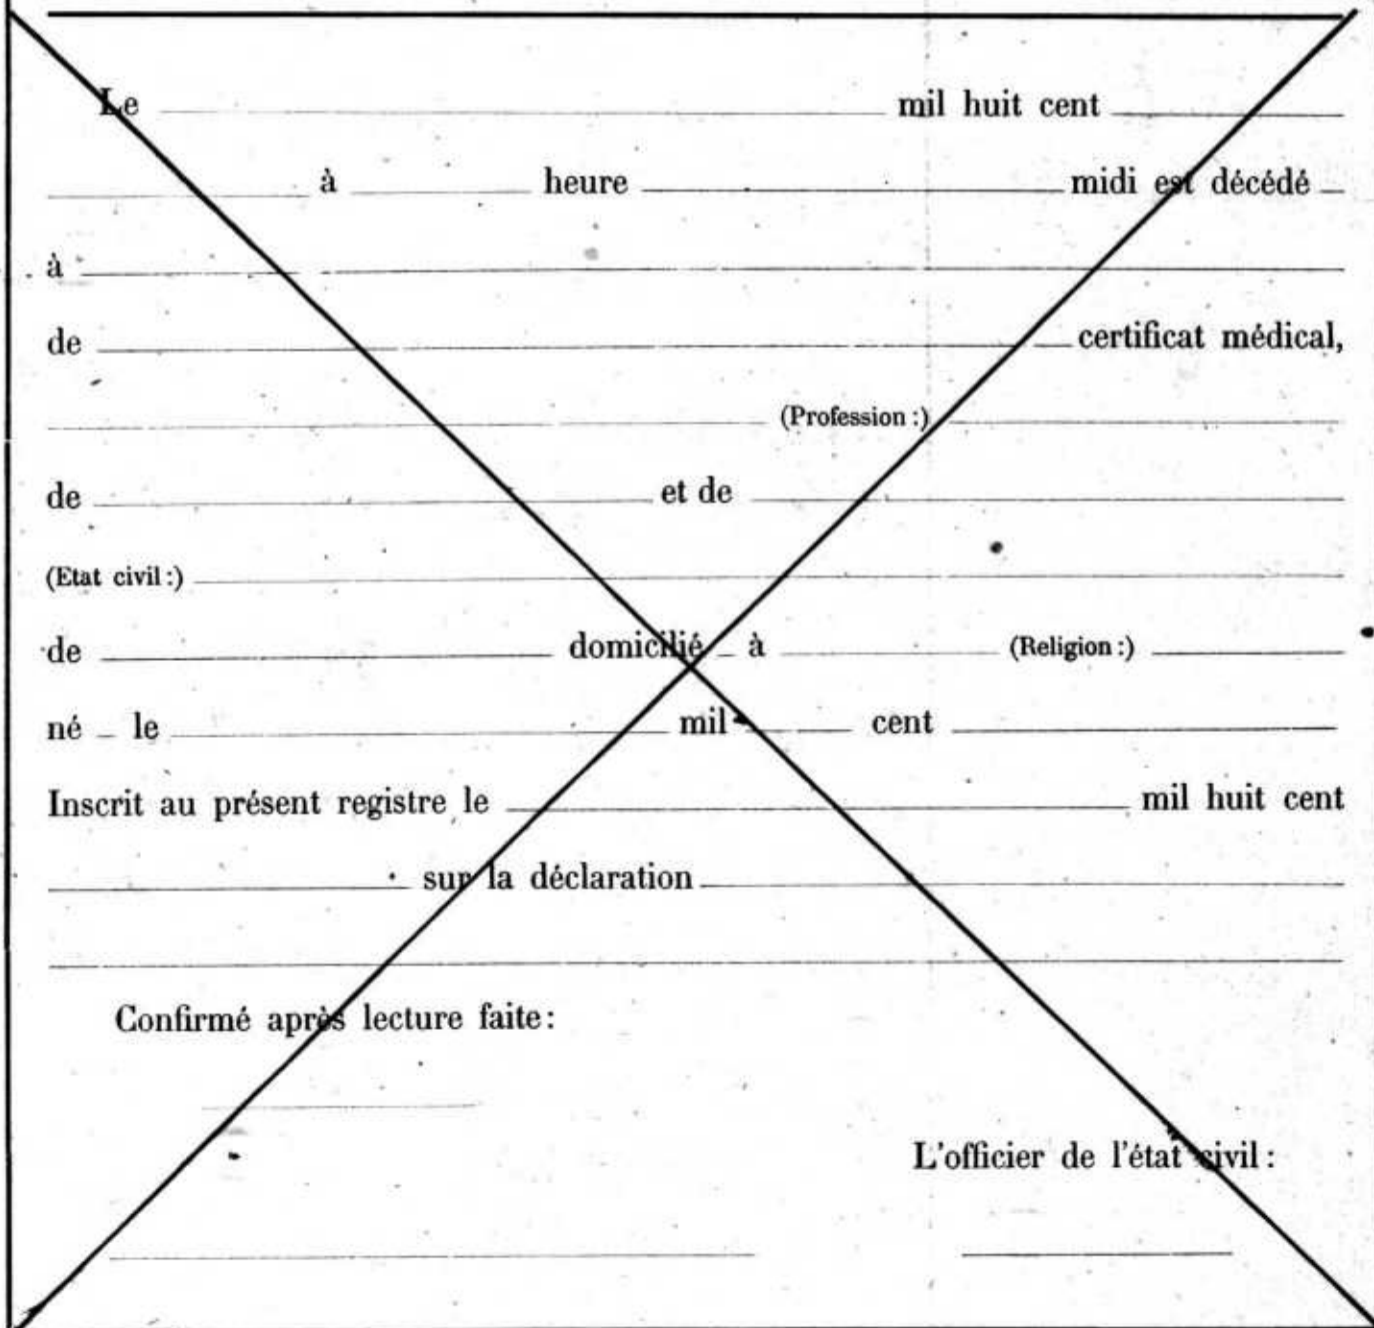 Le mil huit cent
à heure midi est décédé
à
de certificat médical,
(Profession :)
de et de
(Etat civil :)
de domicilié à (Religion :)
né le mil cent
Inscrit au présent registre le mil huit cent
sur la déclaration
Confirmé après lecture faite :
L'officier de l'état civil :